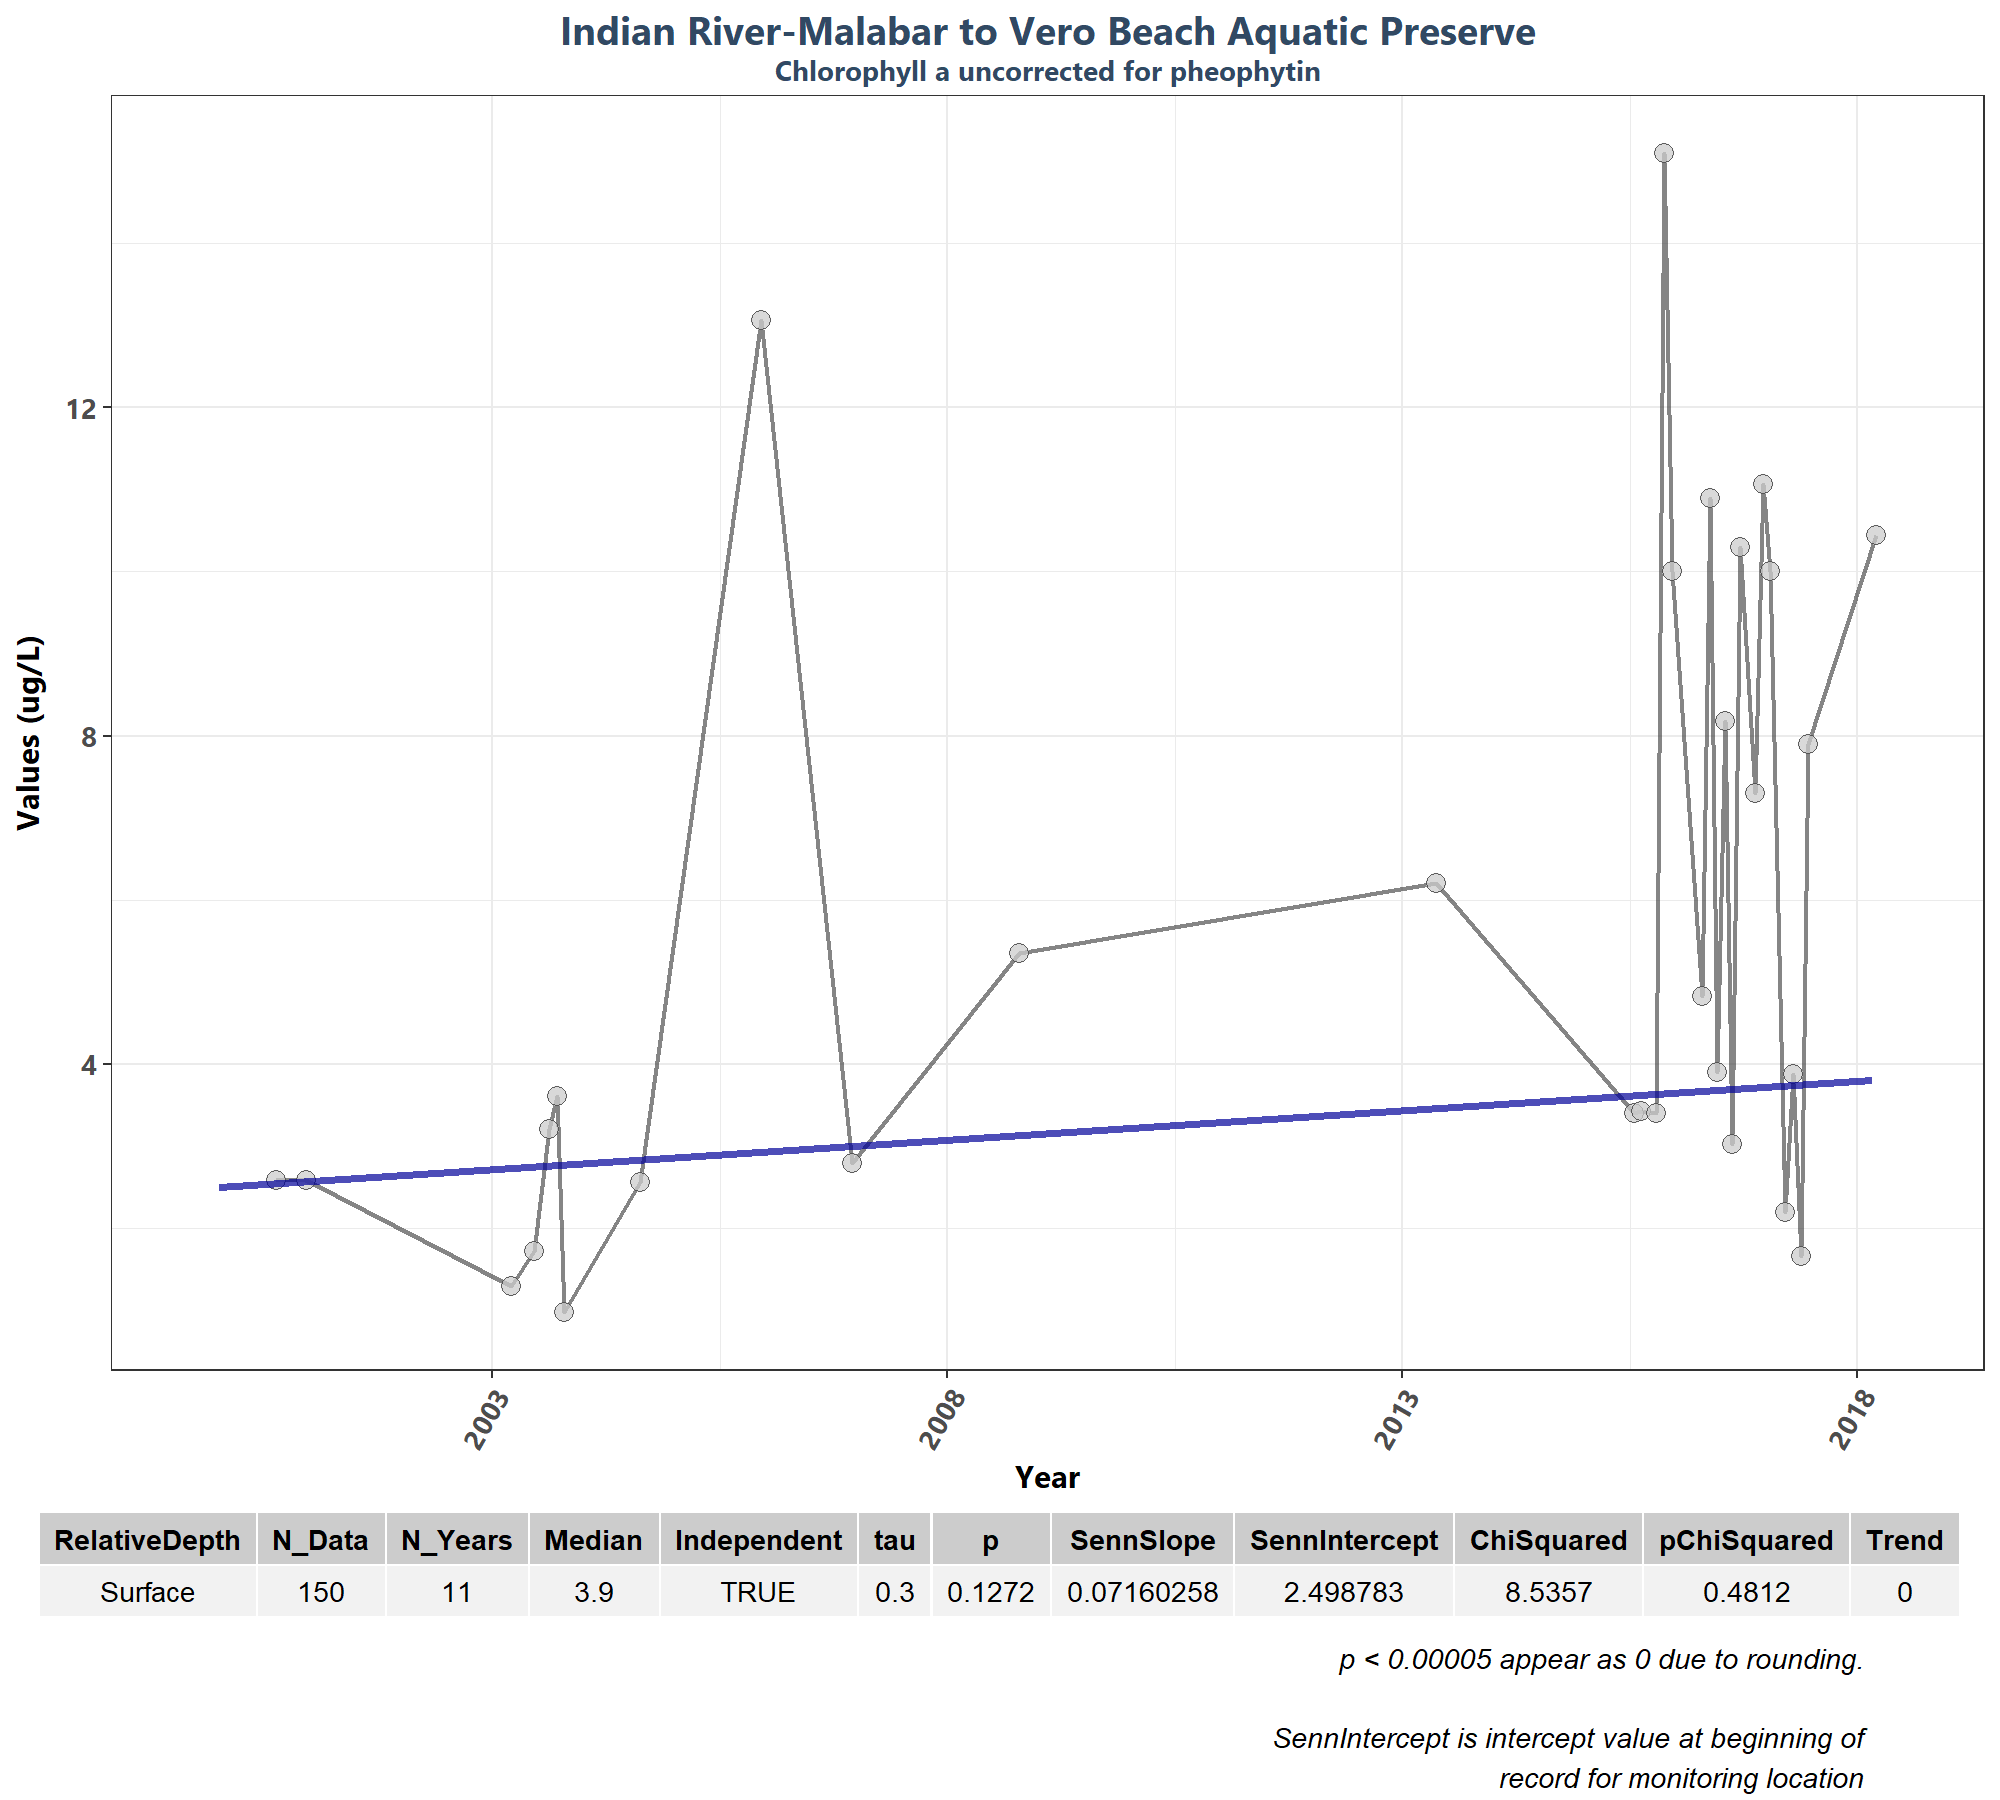 Indian River-Malabar to Vero Beach Aquatic Preserve
Chlorophyll a uncorrected for pheophytin
Values (ug/L)
12
8
4
2003
2008
2013
2018
Year
RelativeDepth N_Data N_Years Median Independent tau p SennSlope SennIntercept ChiSquared pChiSquared Trend
Surface 150 11 3.9 TRUE 0.3 0.1272 0.07160258 2.498783 8.5357 0.4812 0
p < 0.00005 appear as 0 due to rounding.
SennIntercept is intercept value at beginning of
record for monitoring location